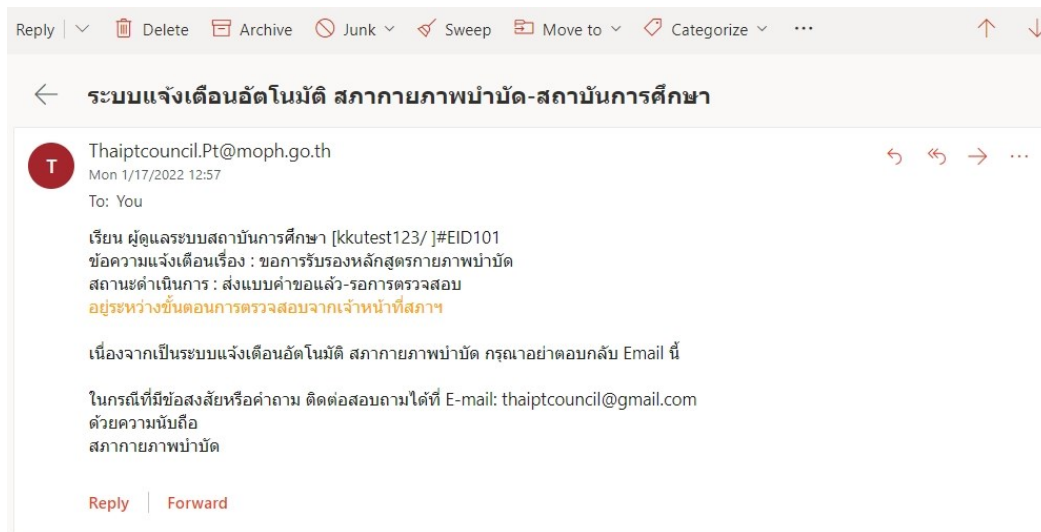 Reply Delete Archive Junk Sweep Move to Categorize ...
ระบบแจ้งเตือนอัตโนมัติ สภากายภาพบำบัด-สถาบันการศึกษา
T
Thaiptcouncil.Pt@moph.go.th
Mon 1/17/2022 12:57
To: You
เรียน ผู้ดูแลระบบสถาบันการศึกษา [kkutest123/ ]#EID101
ข้อความแจ้งเตือนเรื่อง : ขอการรับรองหลักสูตรกายภาพบำบัด
สถานะดำเนินการ : ส่งแบบคำขอแล้ว-รอการตรวจสอบ
อยู่ระหว่างขั้นตอนการตรวจสอบจากเจ้าหน้าที่สภาฯ
เนื่องจากเป็นระบบแจ้งเตือนอัตโนมัติ สภากายภาพบำบัด กรุณาอย่าตอบกลับ Email นี้
ในกรณีที่มีข้อสงสัยหรือคำถาม ติดต่อสอบถามได้ที่ E-mail: thaiptcouncil@gmail.com
ด้วยความนับถือ
สภากายภาพบำบัด
Reply Forward